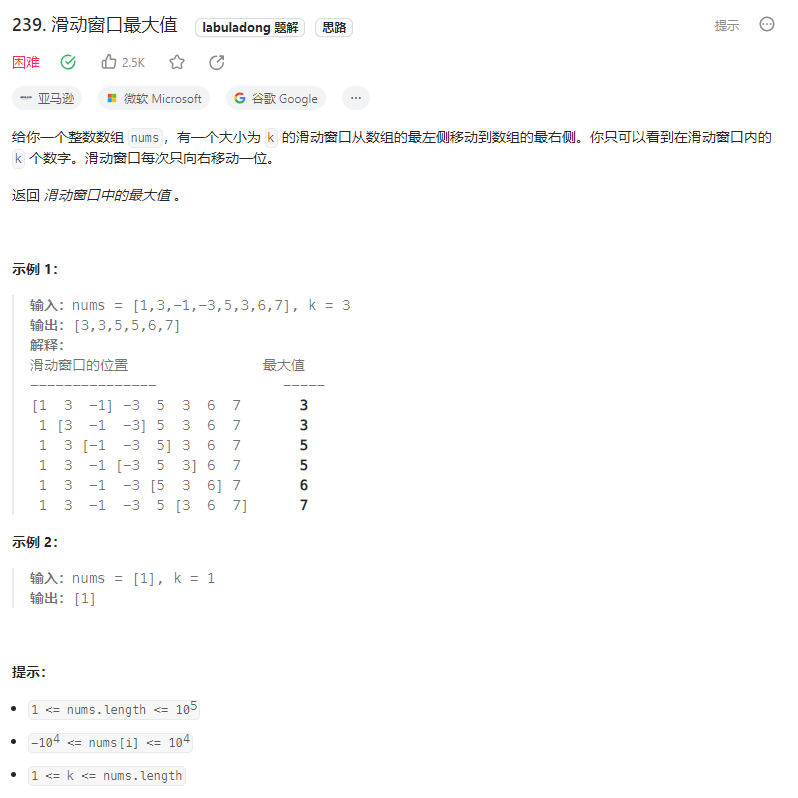 239. 滑动窗口最大值 labuladong 题解 思路 提示
困难 2.5K
亚马逊 微软 Microsoft 谷歌 Google ···
给你一个整数数组 nums，有一个大小为 k 的滑动窗口从数组的最左侧移动到数组的最右侧。你只可以看到在滑动窗口内的
k 个数字。滑动窗口每次只向右移动一位。
返回 滑动窗口中的最大值 。
示例 1：
输入：nums = [1,3,-1,-3,5,3,6,7], k = 3
输出：[3,3,5,5,6,7]
解释：
滑动窗口的位置 最大值
--------------- -----
[1 3 -1] -3 5 3 6 7 3
1 [3 -1 -3] 5 3 6 7 3
1 3 [-1 -3 5] 3 6 7 5
1 3 -1 [-3 5 3] 6 7 5
1 3 -1 -3 [5 3 6] 7 6
1 3 -1 -3 5 [3 6 7] 7
示例 2：
输入：nums = [1], k = 1
输出：[1]
提示：
• 1 <= nums.length <= 10⁵
• -10⁴ <= nums[i] <= 10⁴
• 1 <= k <= nums.length